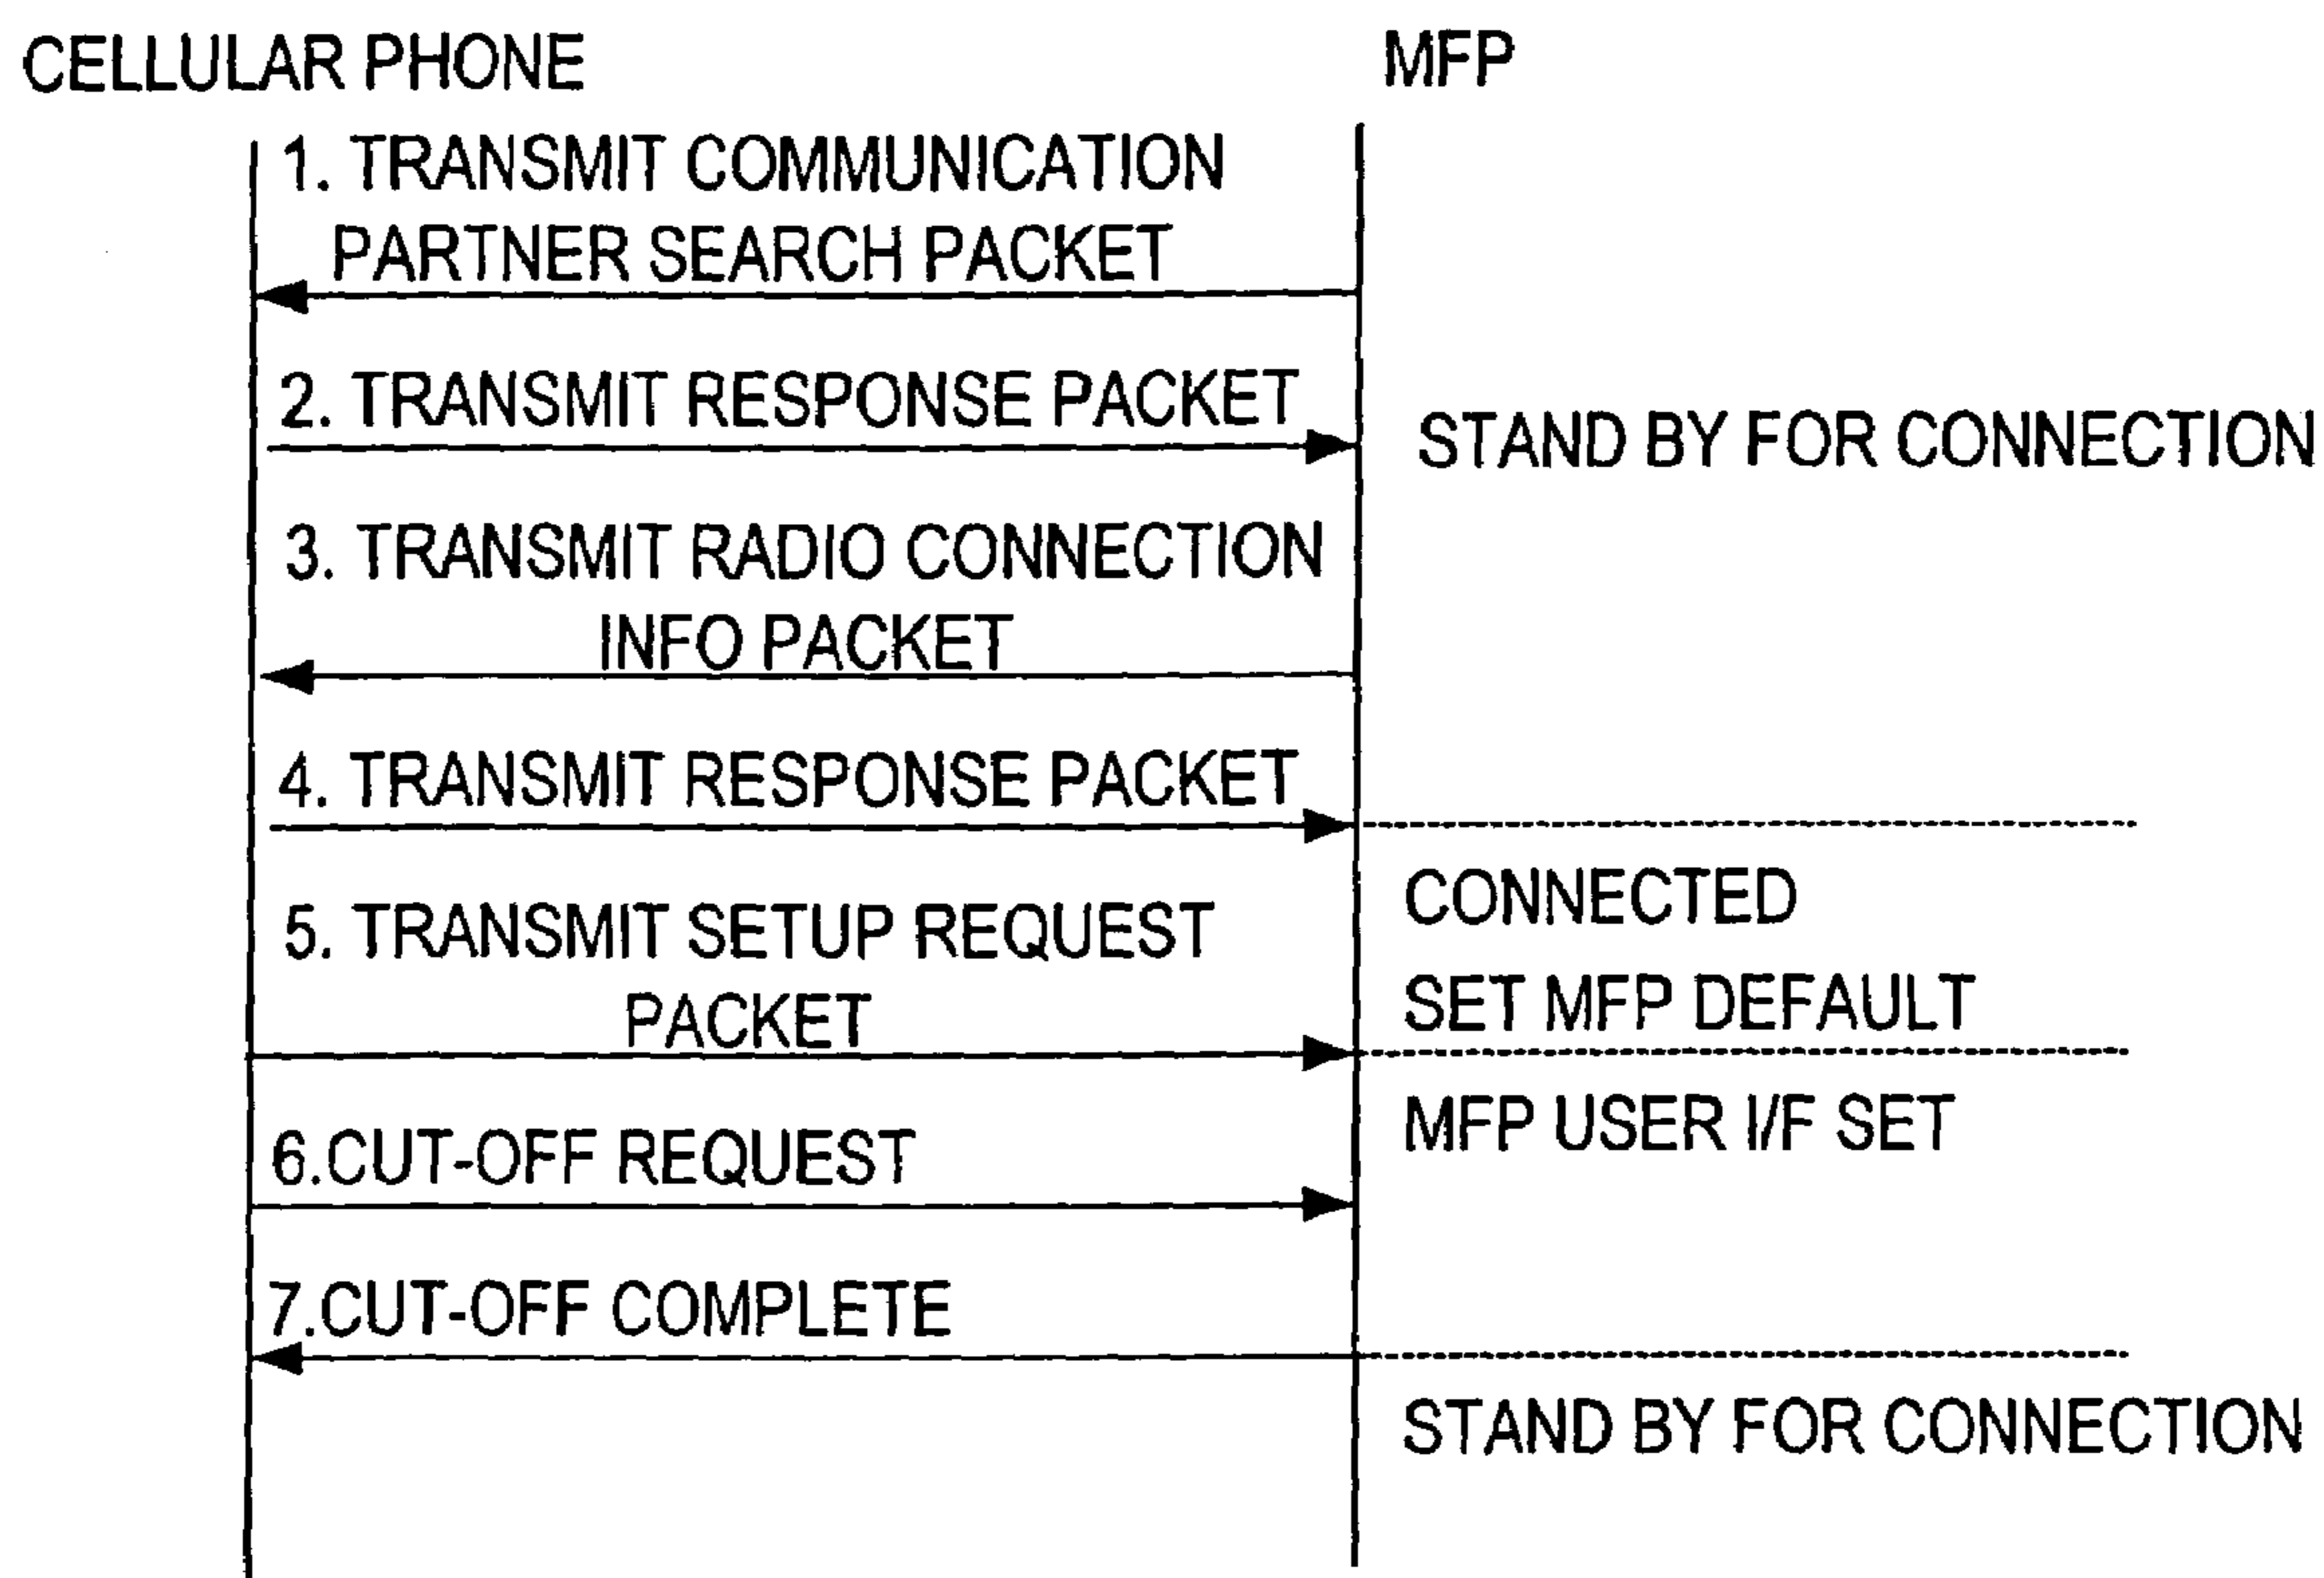 CELLULAR PHONE
MFP
1. TRANSMIT COMMUNICATION
PARTNER SEARCH PACKET
2. TRANSMIT RESPONSE PACKET
STAND BY FOR CONNECTION
3. TRANSMIT RADIO CONNECTION
INFO PACKET
4. TRANSMIT RESPONSE PACKET
CONNECTED
5. TRANSMIT SETUP REQUEST
PACKET
SET MFP DEFAULT
MFP USER I/F SET
6.CUT-OFF REQUEST
7.CUT-OFF COMPLETE
STAND BY FOR CONNECTION